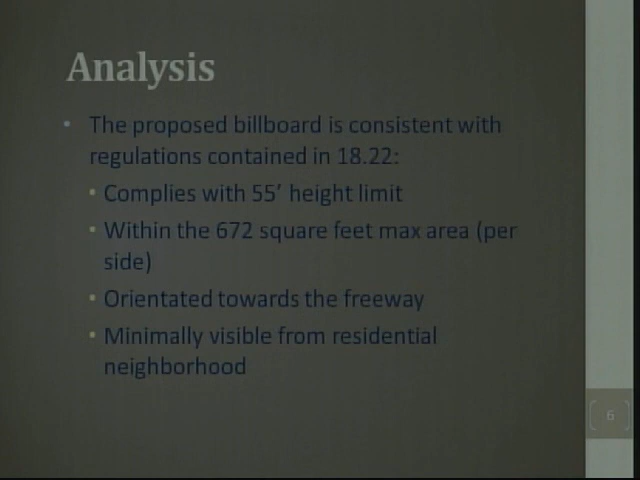 Analysis
• The proposed billboard is consistent with
regulations contained in 18.22:
• Complies with 55’ height limit
• Within the 672 square feet max area (per
side)
• Orientated towards the freeway
• Minimally visible from residential
neighborhood
6